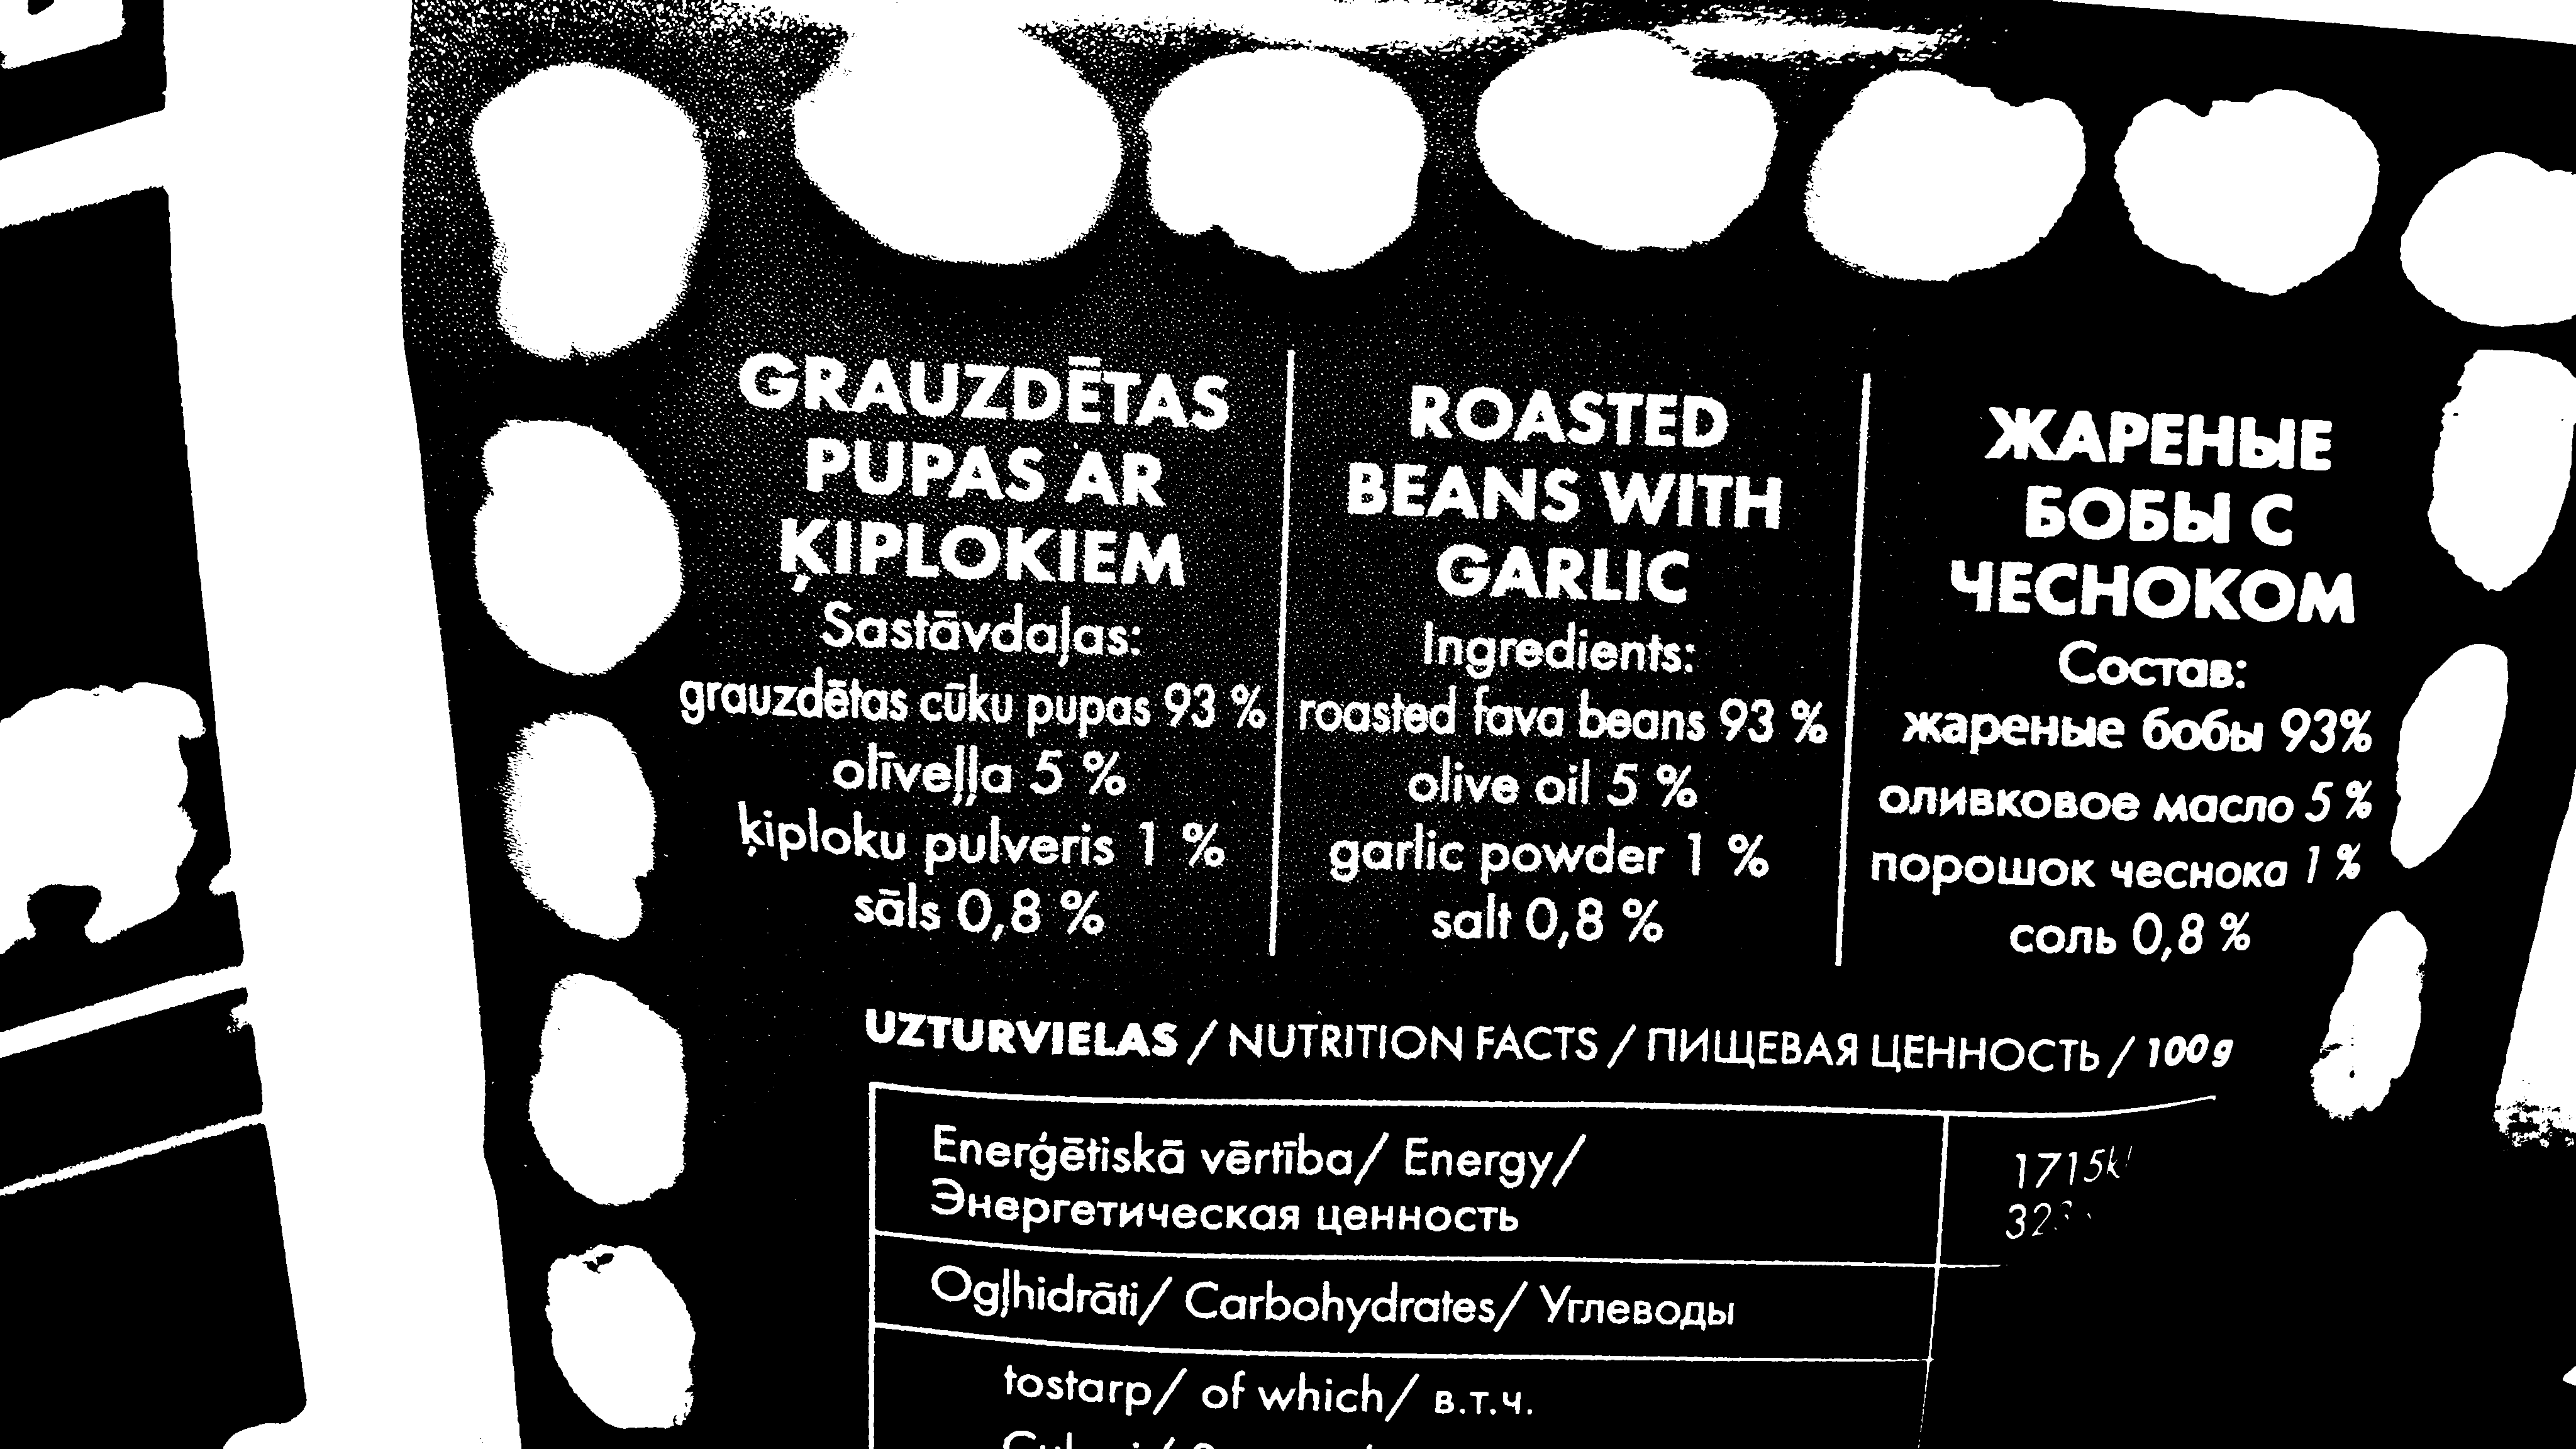 GRAUZDĒTAS
PUPAS AR
ĶIPLOKIEM
Sastāvdaļas:
grauzdētas cūku pupas 93 %
olīveļļa 5 %
ķiploku pulveris 1 %
sāls 0,8 %
ROASTED
BEANS WITH
GARLIC
Ingredients:
roasted fava beans 93 %
olive oil 5 %
garlic powder 1 %
salt 0,8 %
ЖАРЕНЫЕ
БОБЫ С
ЧЕСНОКОМ
Состав:
жареные бобы 93%
оливковое масло 5 %
порошок чеснока 1 %
соль 0,8 %
UZTURVIELAS / NUTRITION FACTS / ПИЩЕВАЯ ЦЕННОСТЬ / 100g
Enerģētiskā vērtība/ Energy/
Энергетическая ценность
Ogļhidrāti/ Carbohydrates/ Углеводы
tostarp/ of which/ в.т.ч.